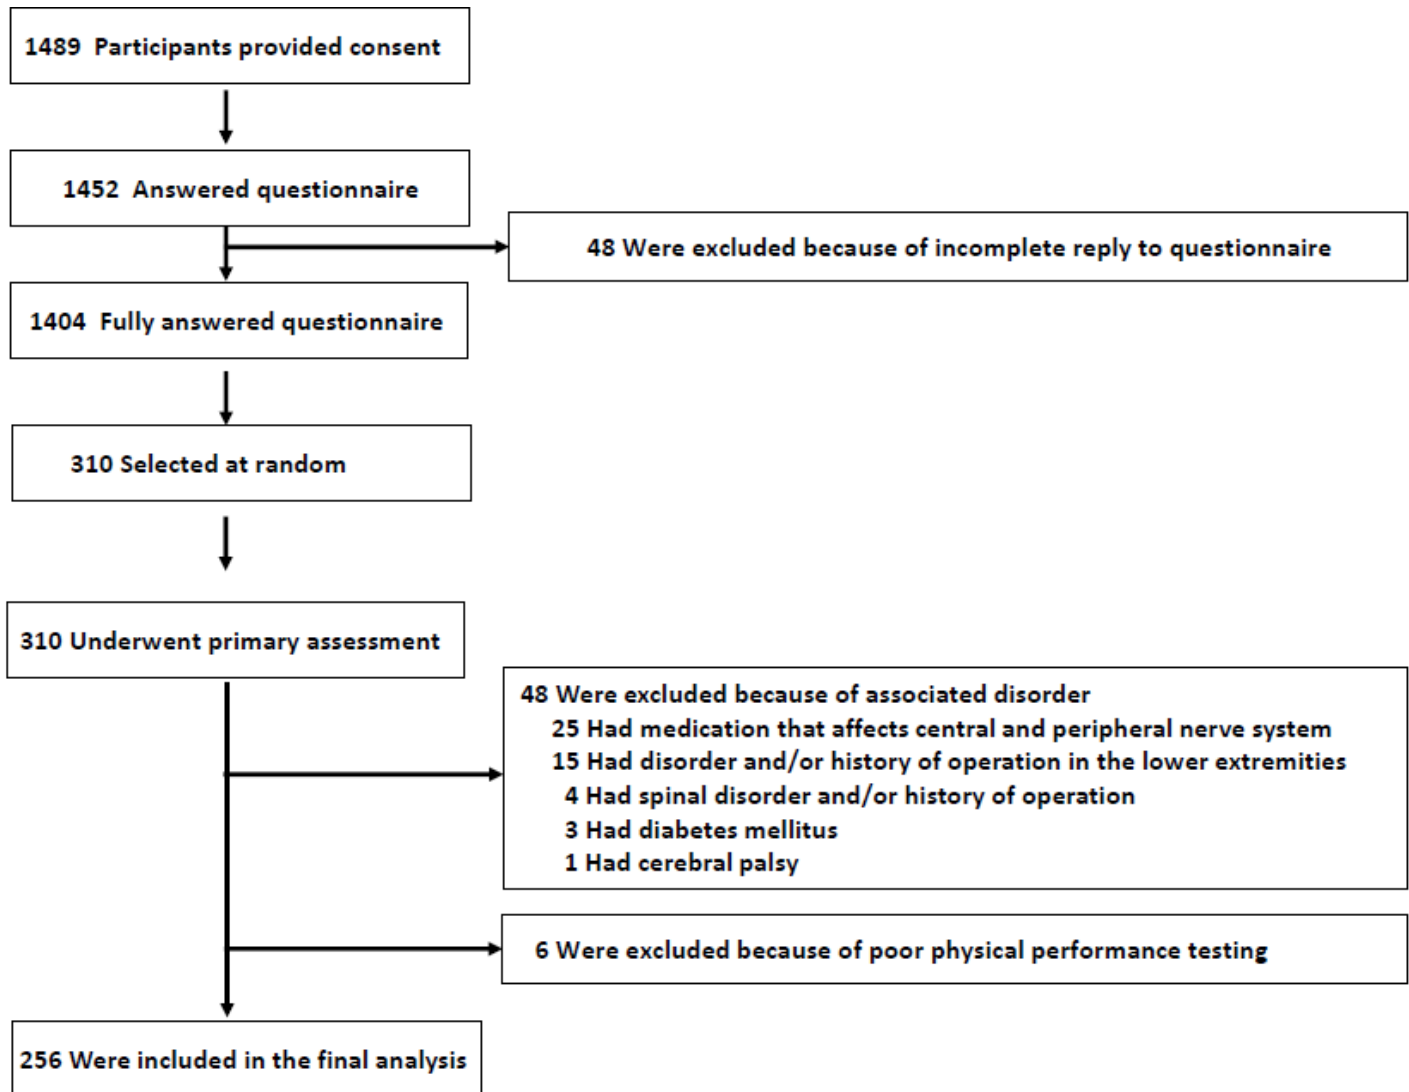 1489 Participants provided consent
1452 Answered questionnaire
48 Were excluded because of incomplete reply to questionnaire
1404 Fully answered questionnaire
310 Selected at random
310 Underwent primary assessment
48 Were excluded because of associated disorder
25 Had medication that affects central and peripheral nerve system
15 Had disorder and/or history of operation in the lower extremities
4 Had spinal disorder and/or history of operation
3 Had diabetes mellitus
1 Had cerebral palsy
6 Were excluded because of poor physical performance testing
256 Were included in the final analysis